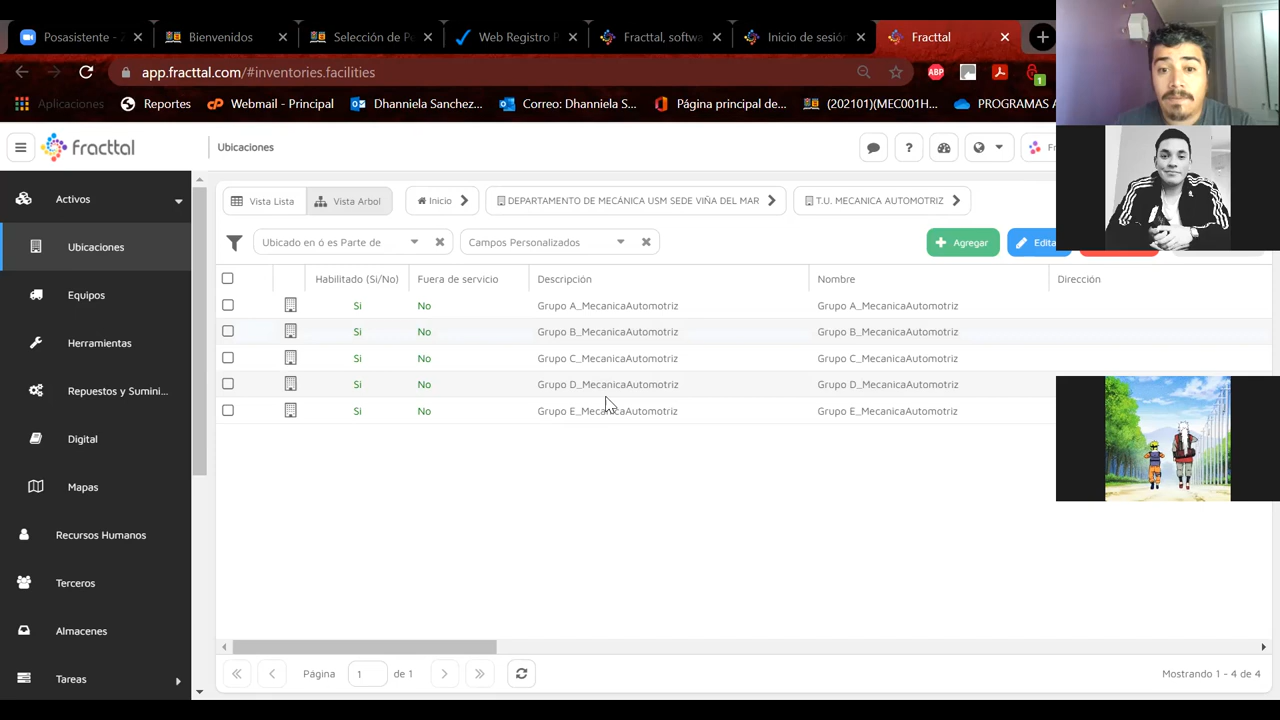 Posasistente - Z
Bienvenidos
Selección de Pe
Web Registro P
Fracttal, softwa
Inicio de sesión
Fracttal
app.fracttal.com/#inventories.facilities
ABP
1
Aplicaciones
Reportes
Webmail - Principal
Dhanniela Sanchez...
Correo: Dhanniela S...
Página principal de...
(202101)(MEC001H...
PROGRAMAS A
fracttal
Ubicaciones
?
Fr
Activos
Ubicaciones
Equipos
Herramientas
Repuestos y Sumini...
Digital
Mapas
Recursos Humanos
Terceros
Almacenes
Tareas
Vista Lista
Vista Arbol
Inicio
DEPARTAMENTO DE MECÁNICA USM SEDE VIÑA DEL MAR
T.U. MECANICA AUTOMOTRIZ
Ubicado en ó es Parte de
Campos Personalizados
Agregar
Edita
Habilitado (Si/No) Fuera de servicio Descripción Nombre Dirección
Si No Grupo A_MecanicaAutomotriz Grupo A_MecanicaAutomotriz
Si No Grupo B_MecanicaAutomotriz Grupo B_MecanicaAutomotriz
Si No Grupo C_MecanicaAutomotriz Grupo C_MecanicaAutomotriz
Si No Grupo D_MecanicaAutomotriz Grupo D_MecanicaAutomotriz
Si No Grupo E_MecanicaAutomotriz Grupo E_MecanicaAutomotriz
Página 1 de 1
Mostrando 1 - 4 de 4